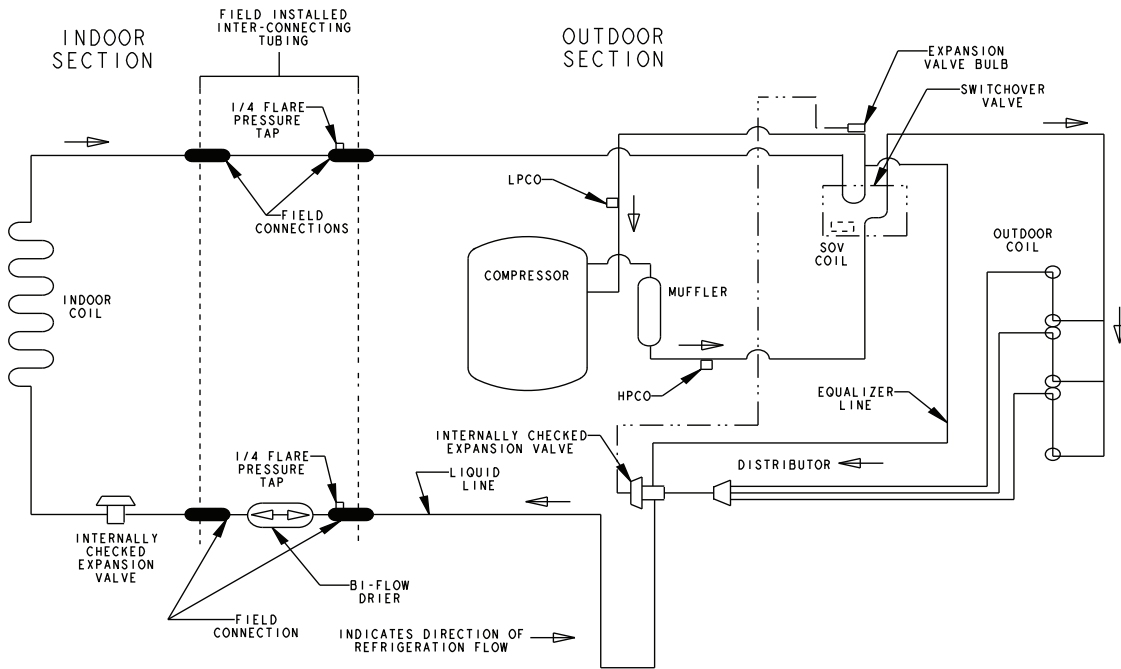 INDOOR
SECTION
FIELD INSTALLED
INTER-CONNECTING
TUBING
OUTDOOR
SECTION
EXPANSION
VALVE BULB
SWITCHOVER
VALVE
1/4 FLARE
PRESSURE
TAP
LPCO
FIELD
CONNECTIONS
SOV
COIL
OUTDOOR
COIL
COMPRESSOR
MUFFLER
INDOOR
COIL
HPCO
EQUALIZER
LINE
INTERNALLY CHECKED
EXPANSION VALVE
1/4 FLARE
PRESSURE
TAP
LIQUID
LINE
DISTRIBUTOR
INTERNALLY
CHECKED
EXPANSION
VALVE
BI-FLOW
DRIER
FIELD
CONNECTION
INDICATES DIRECTION OF
REFRIGERATION FLOW